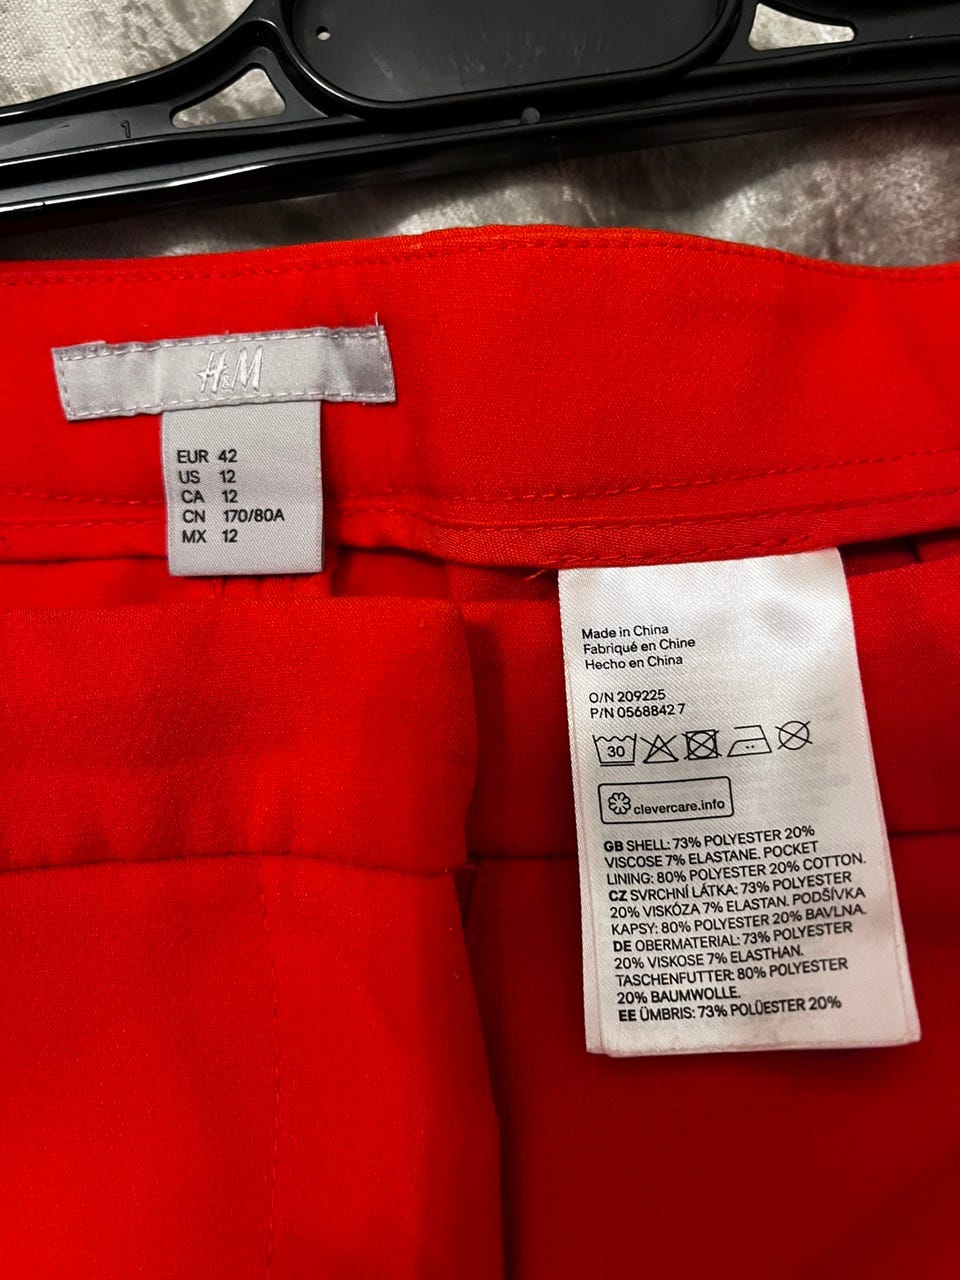 1
H&M
EUR 42
US 12
CA 12
CN 170/80A
MX 12
Made in China
Fabriqué en Chine
Hecho en China
O/N 209225
P/N 0568842 7
30
clevercare.info
GB SHELL: 73% POLYESTER 20%
VISCOSE 7% ELASTANE. POCKET
LINING: 80% POLYESTER 20% COTTON.
CZ SVRCHNÍ LÁTKA: 73% POLYESTER
20% VISKÓZA 7% ELASTAN. PODŠÍVKA
KAPSY: 80% POLYESTER 20% BAVLNA.
DE OBERMATERIAL: 73% POLYESTER
20% VISKOSE 7% ELASTHAN.
TASCHENFUTTER: 80% POLYESTER
20% BAUMWOLLE.
EE ÜMBRIS: 73% POLÜESTER 20%